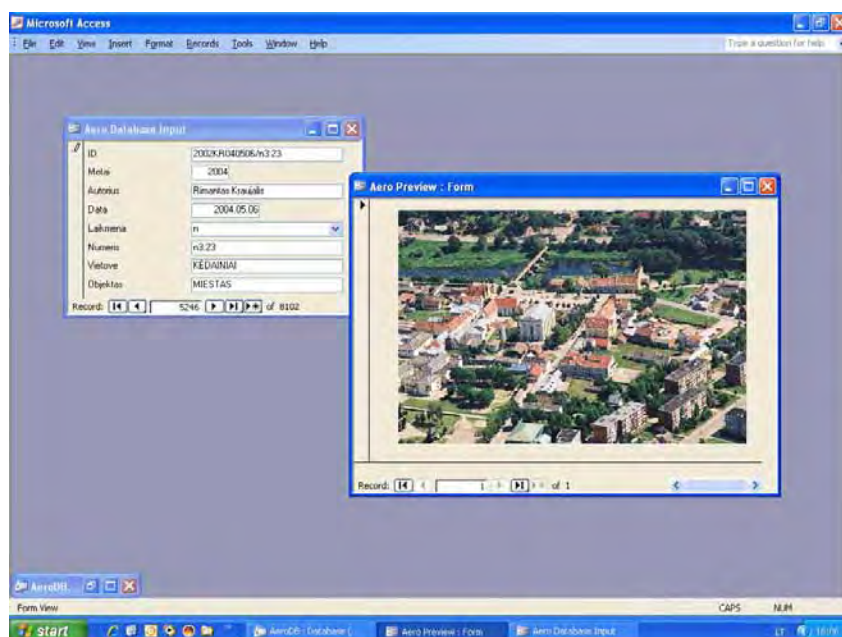 Microsoft Access
File Edit View Insert Format Records Tools Window Help
Type a question for help
Aero Database Input
ID 2002KR040506/n3:23
Metai 2004
Autorius Rimantas Kraujalis
Data 2004.05.06
Laikmena n
Numeris n3:23
Vietove KĖDAINIAI
Objektas MIESTAS
Record: 5246 of 8102
Aero Preview : Form
Record: 1 of 1
AeroDB.
Form View
CAPS NUM
start
AeroDB : Database (
Aero Preview : Form
Aero Database Input
LT